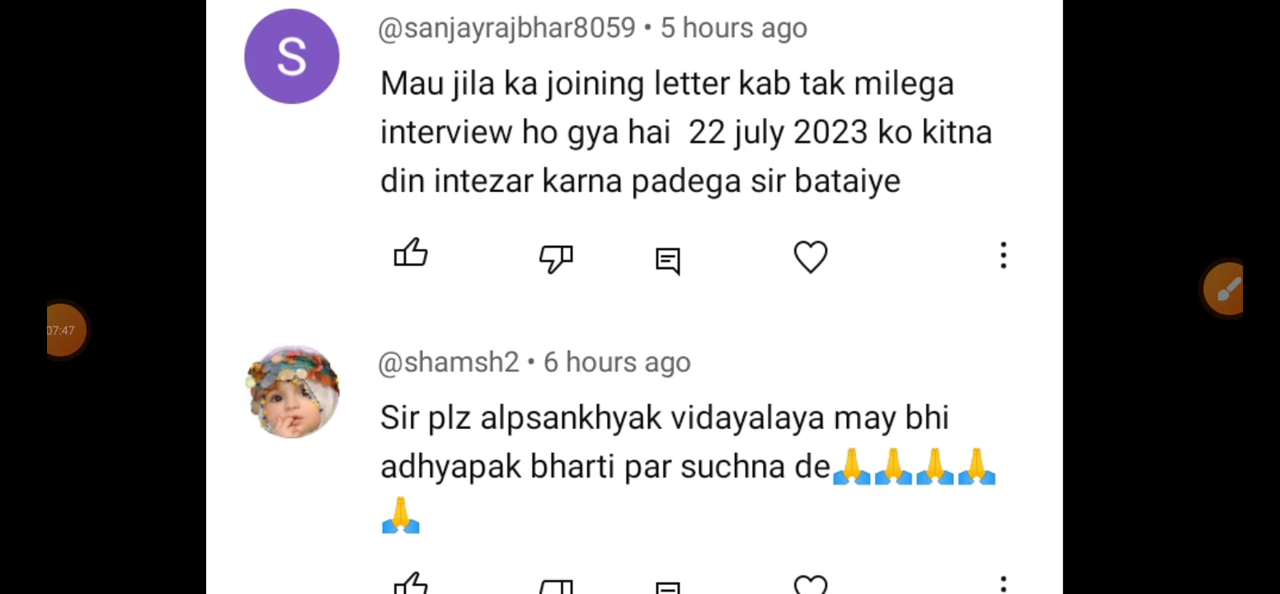 S
@sanjayrajbhar8059 • 5 hours ago
Mau jila ka joining letter kab tak milega
interview ho gya hai  22 july 2023 ko kitna
din intezar karna padega sir bataiye
07:47
@shamsh2 • 6 hours ago
Sir plz alpsankhyak vidayalaya may bhi
adhyapak bharti par suchna de🙏🙏🙏🙏
🙏